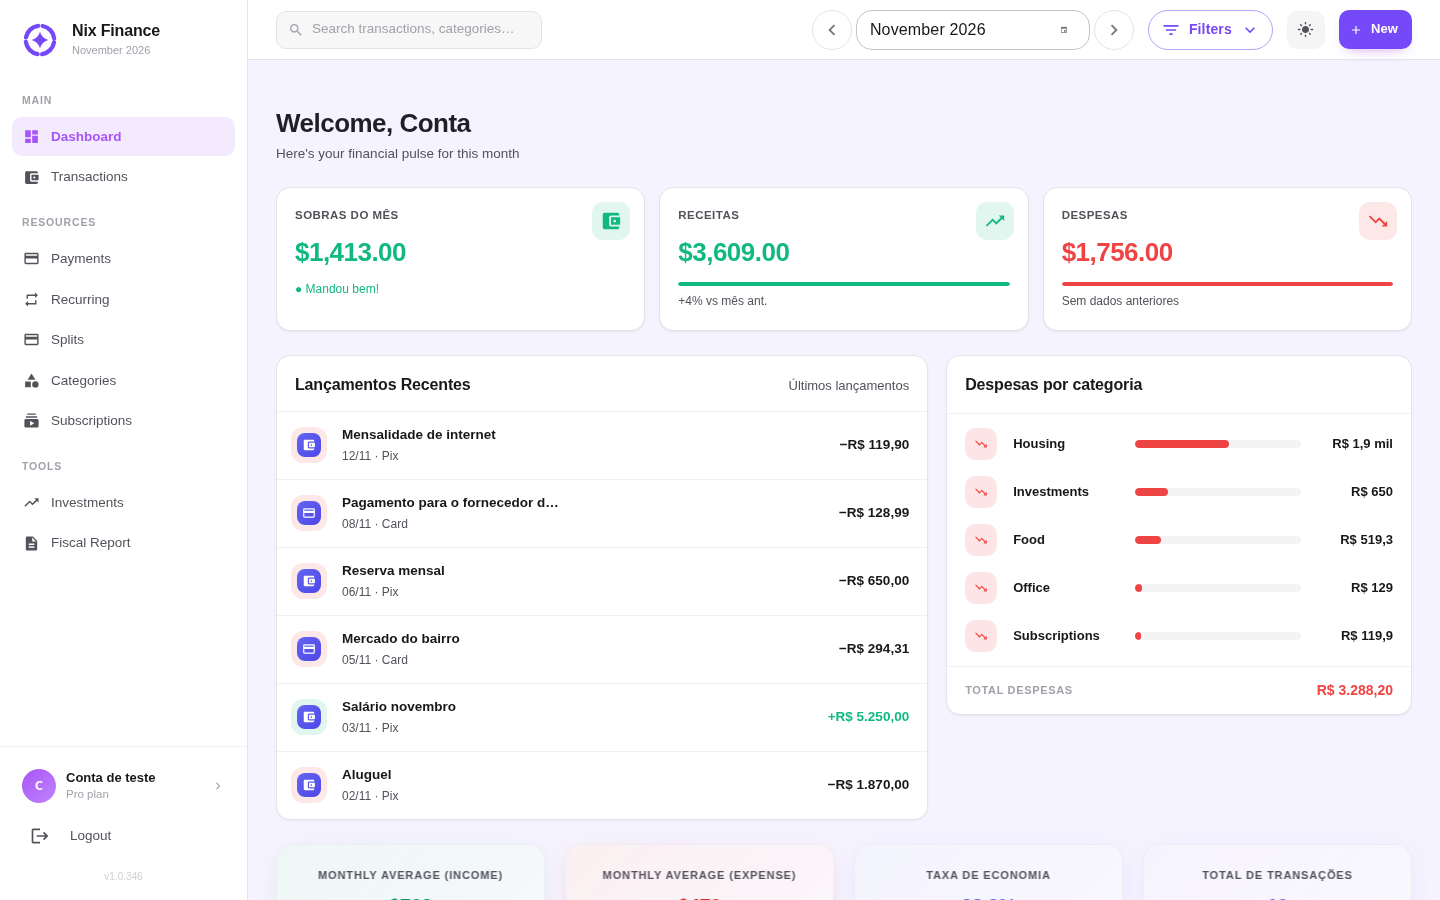 Nix Finance
November 2026
MAIN
Dashboard
Transactions
RESOURCES
Payments
Recurring
Splits
Categories
Subscriptions
TOOLS
Investments
Fiscal Report
C
Conta de teste
Pro plan
Logout
v1.0.346
Search transactions, categories…
November 2026
Filters
New
Welcome, Conta
Here's your financial pulse for this month
SOBRAS DO MÊS
$1,413.00
● Mandou bem!
RECEITAS
$3,609.00
+4% vs mês ant.
DESPESAS
$1,756.00
Sem dados anteriores
Lançamentos Recentes
Últimos lançamentos
Mensalidade de internet
12/11 · Pix
−R$ 119,90
Pagamento para o fornecedor d…
08/11 · Card
−R$ 128,99
Reserva mensal
06/11 · Pix
−R$ 650,00
Mercado do bairro
05/11 · Card
−R$ 294,31
Salário novembro
03/11 · Pix
+R$ 5.250,00
Aluguel
02/11 · Pix
−R$ 1.870,00
Despesas por categoria
Housing
R$ 1,9 mil
Investments
R$ 650
Food
R$ 519,3
Office
R$ 129
Subscriptions
R$ 119,9
TOTAL DESPESAS
R$ 3.288,20
MONTHLY AVERAGE (INCOME)
MONTHLY AVERAGE (EXPENSE)
TAXA DE ECONOMIA
TOTAL DE TRANSAÇÕES